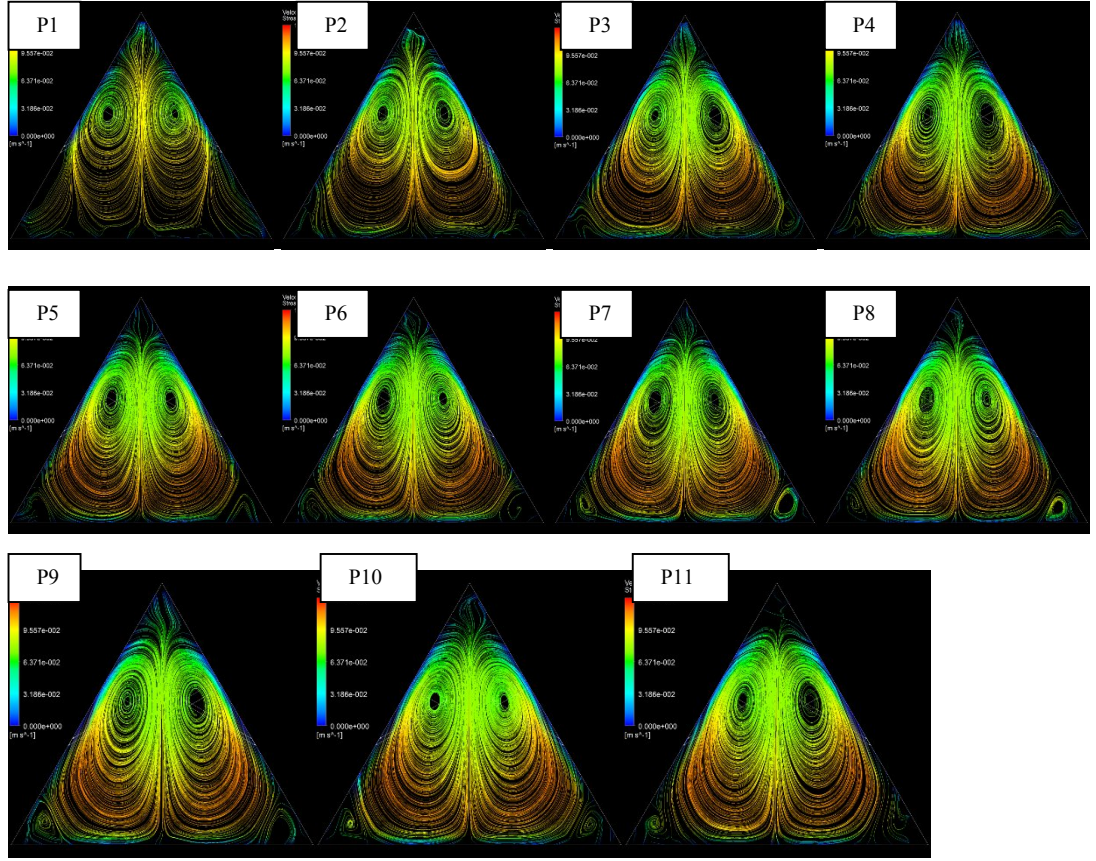 P1
9.557e-002
6.371e-002
3.186e-002
0.000e+000
[m s^-1]
P2
9.557e-002
6.371e-002
3.186e-002
0.000e+000
[m s^-1]
P3
9.557e-002
6.371e-002
3.186e-002
0.000e+000
[m s^-1]
P4
9.557e-002
6.371e-002
3.186e-002
0.000e+000
[m s^-1]
P5
6.371e-002
3.186e-002
0.000e+000
[m s^-1]
P6
6.371e-002
3.186e-002
0.000e+000
[m s^-1]
P7
6.371e-002
3.186e-002
0.000e+000
[m s^-1]
P8
6.371e-002
3.186e-002
0.000e+000
[m s^-1]
P9
9.557e-002
6.371e-002
3.186e-002
0.000e+000
[m s^-1]
P10
9.557e-002
6.371e-002
3.186e-002
0.000e+000
[m s^-1]
P11
9.557e-002
6.371e-002
3.186e-002
0.000e+000
[m s^-1]